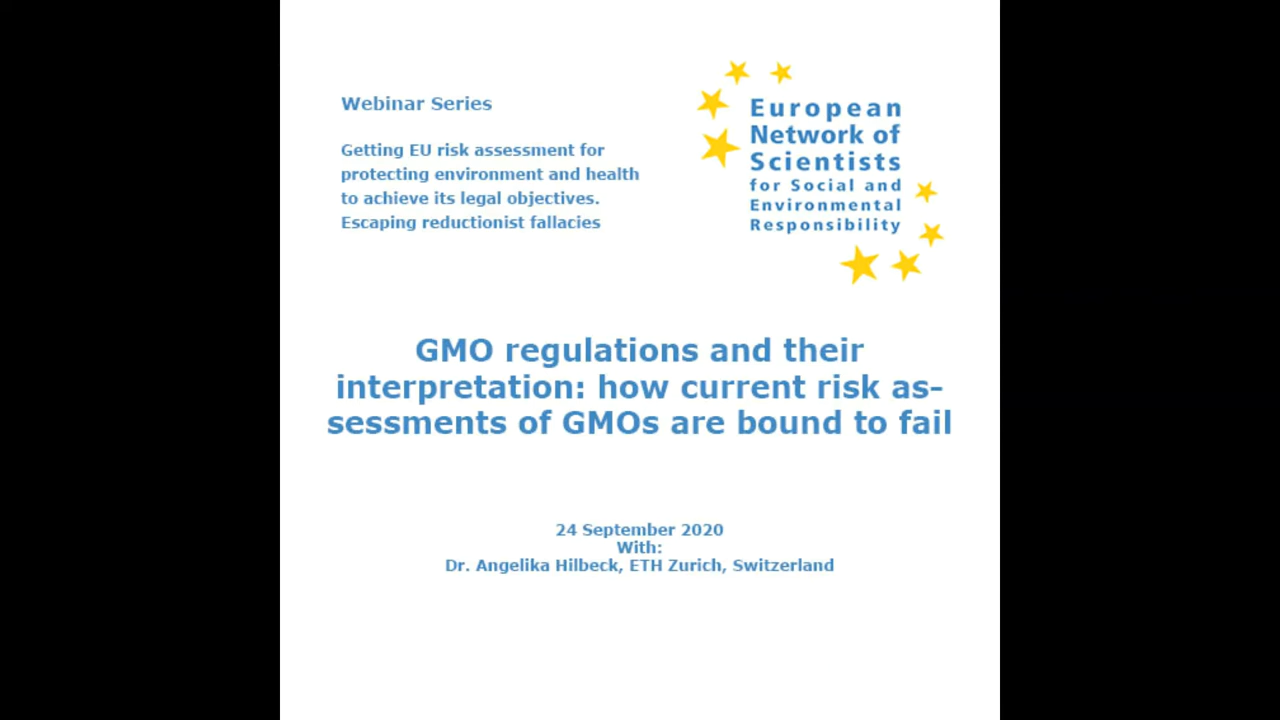 Webinar Series
Getting EU risk assessment for
protecting environment and health
to achieve its legal objectives.
Escaping reductionist fallacies
European
Network of
Scientists
for Social and
Environmental
Responsibility
GMO regulations and their
interpretation: how current risk as-
sessments of GMOs are bound to fail
24 September 2020
With:
Dr. Angelika Hilbeck, ETH Zurich, Switzerland